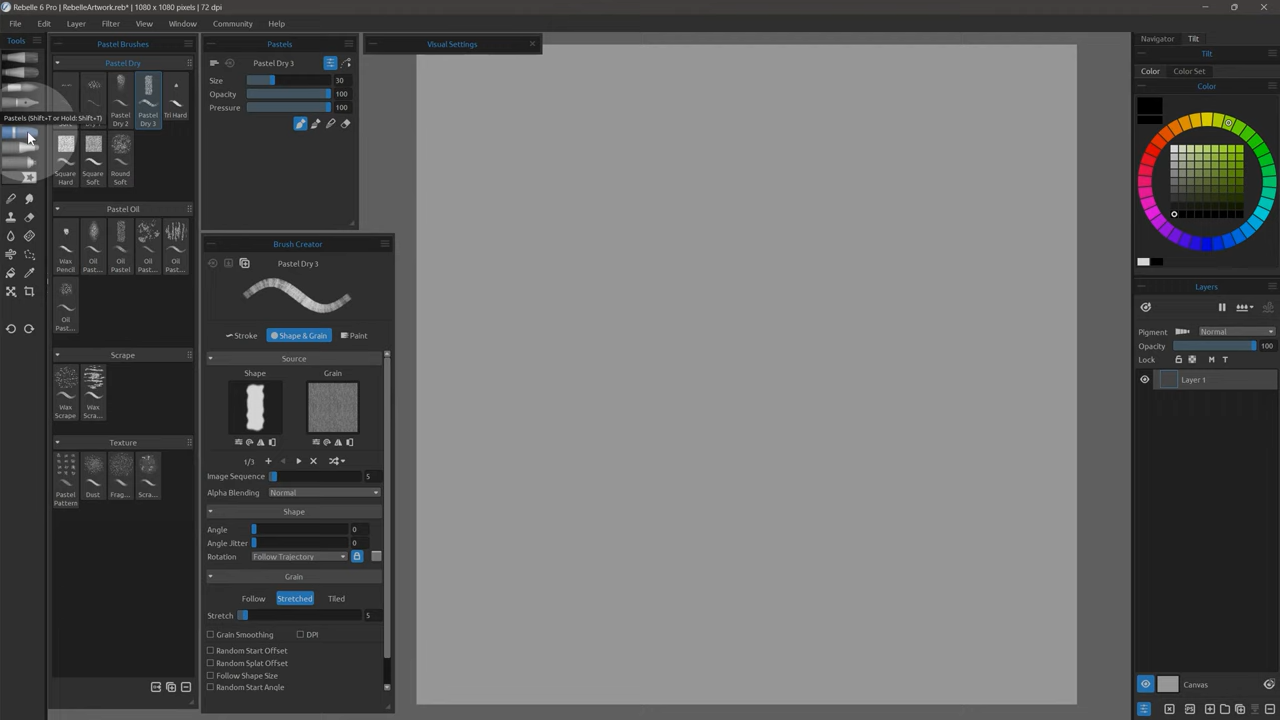 Rebelle 6 Pro | RebelleArtwork.reb* | 1080 x 1080 pixels | 72 dpi
File Edit Layer Filter View Window Community Help
Tools
Pastel Brushes
Pastel Dry
Pastel Dry 2
Pastel Dry 3
Tri Hard
Pastels (Shift+T or Hold: Shift+T)
Square Hard
Square Soft
Round Soft
Pastel Oil
Wax Pencil
Oil Past...
Oil Pastel
Oil Past...
Oil Past...
Oil Past...
Scrape
Wax Scrape
Wax Scra...
Texture
Pastel Pattern
Dust
Frag...
Scra...
Pastels
Pastel Dry 3
Size 30
Opacity 100
Pressure 100
Brush Creator
Pastel Dry 3
Stroke Shape & Grain Paint
Source
Shape Grain
1/3
Image Sequence 5
Alpha Blending Normal
Shape
Angle 0
Angle Jitter 0
Rotation Follow Trajectory
Grain
Follow Stretched Tiled
Stretch 5
Grain Smoothing DPI
Random Start Offset
Random Splat Offset
Follow Shape Size
Random Start Angle
Visual Settings
Navigator Tilt
Tilt
Color Color Set
Color
Layers
Pigment Normal
Opacity 100
Lock M T
Layer 1
Canvas
PS